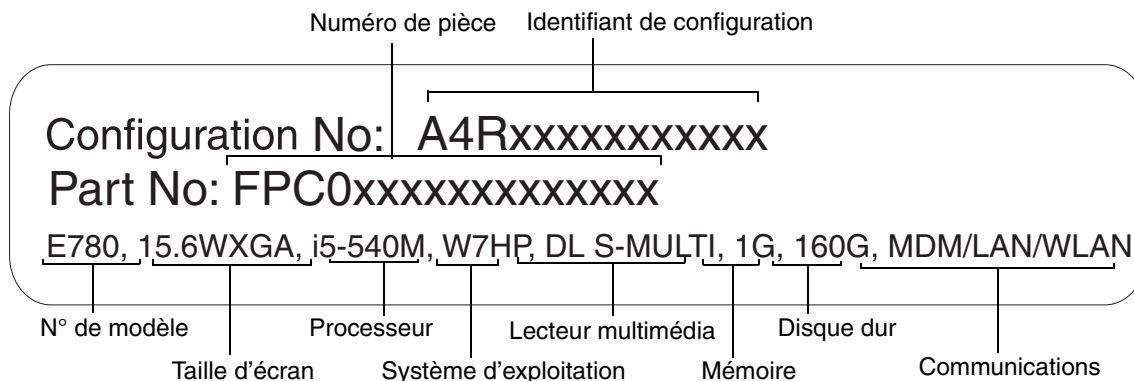 Numéro de pièce Identifiant de configuration
Configuration No: A4Rxxxxxxxxxxx
Part No: FPC0xxxxxxxxxxxxx
E780, 15.6WXGA, i5-540M, W7HP, DL S-MULTI, 1G, 160G, MDM/LAN/WLAN
N° de modèle Processeur Lecteur multimédia Disque dur
Taille d'écran Système d'exploitation Mémoire Communications